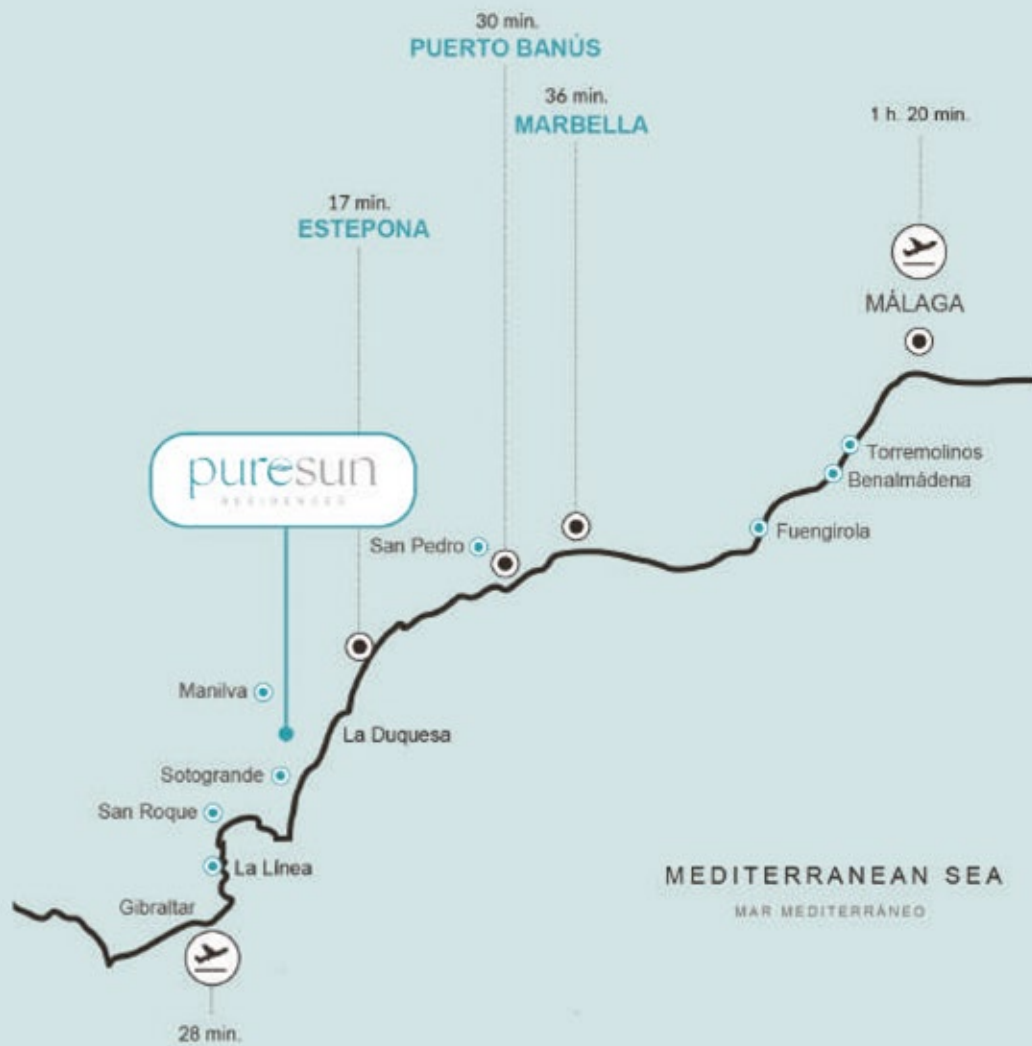 30 min.
PUERTO BANÚS
36 min.
MARBELLA
1 h. 20 min.
17 min.
ESTEPONA
MÁLAGA
puresun
RESIDENCES
Torremolinos
Benalmádena
Fuengirola
San Pedro
Manilva
La Duquesa
Sotogrande
San Roque
La Línea
Gibraltar
MEDITERRANEAN SEA
MAR MEDITERRÁNEO
28 min.